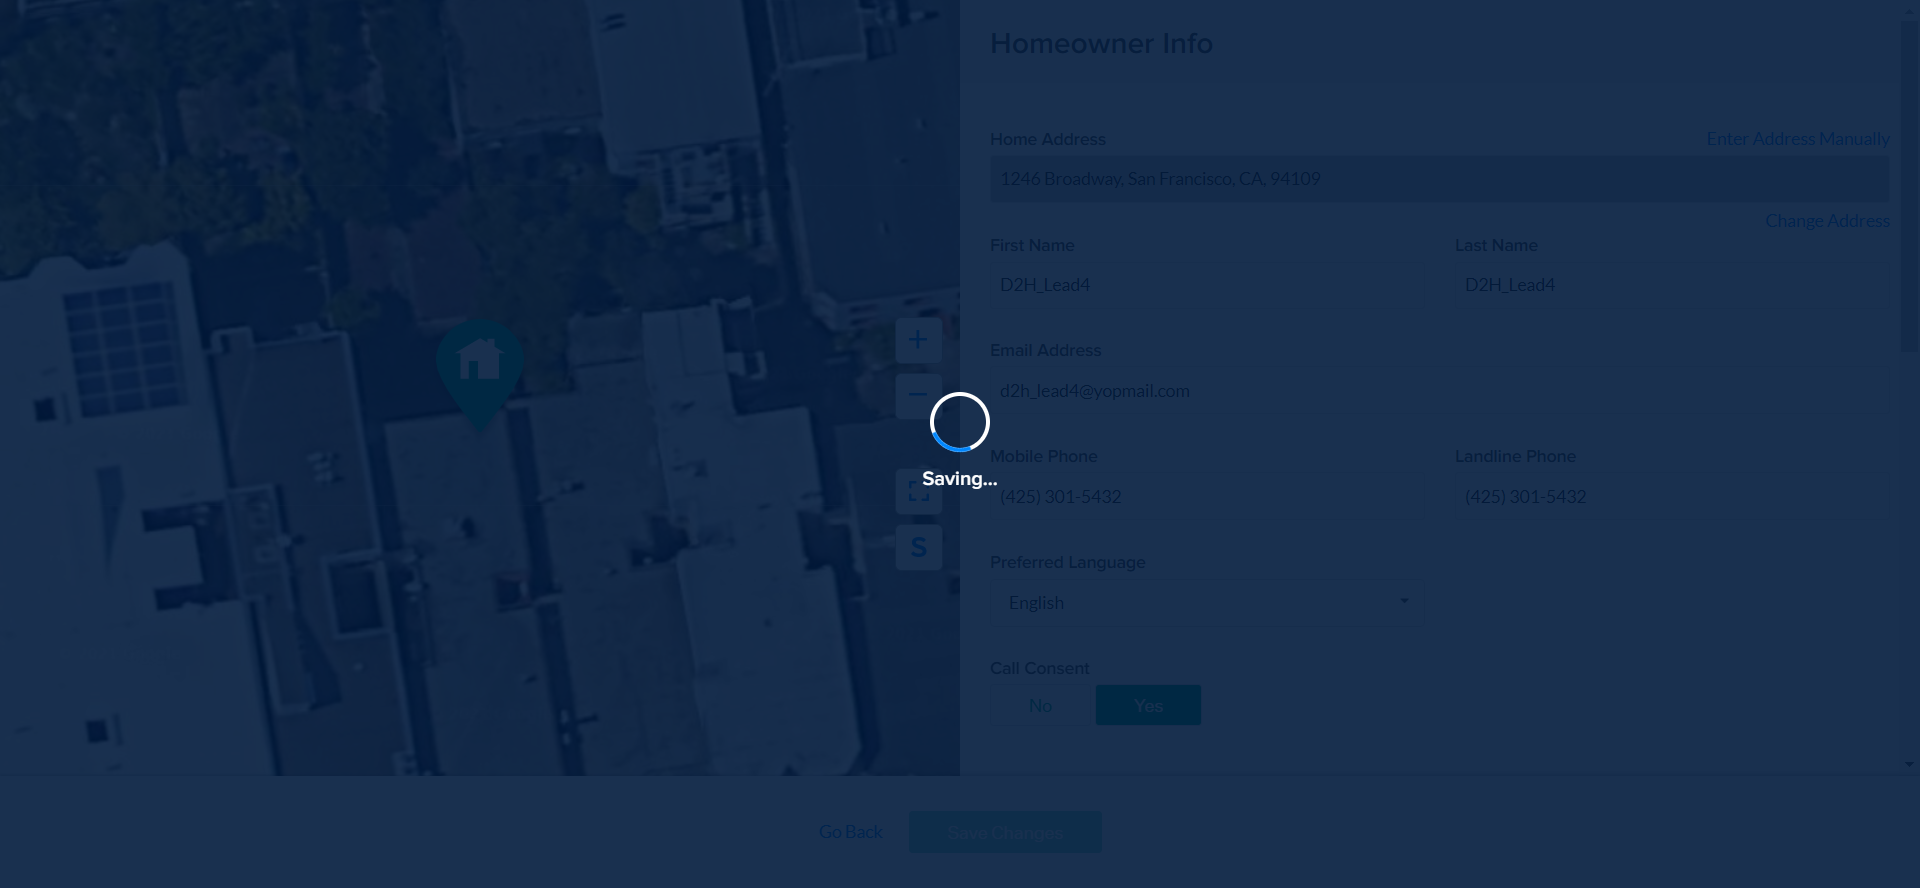 Homeowner Info
Home Address
Enter Address Manually
1246 Broadway, San Francisco, CA, 94109
Change Address
First Name
Last Name
D2H_Lead4
D2H_Lead4
Email Address
d2h_lead4@yopmail.com
Mobile Phone
Landline Phone
Saving...
(425) 301-5432
(425) 301-5432
S
Preferred Language
English
Call Consent
No
Yes
Go Back
Save Changes